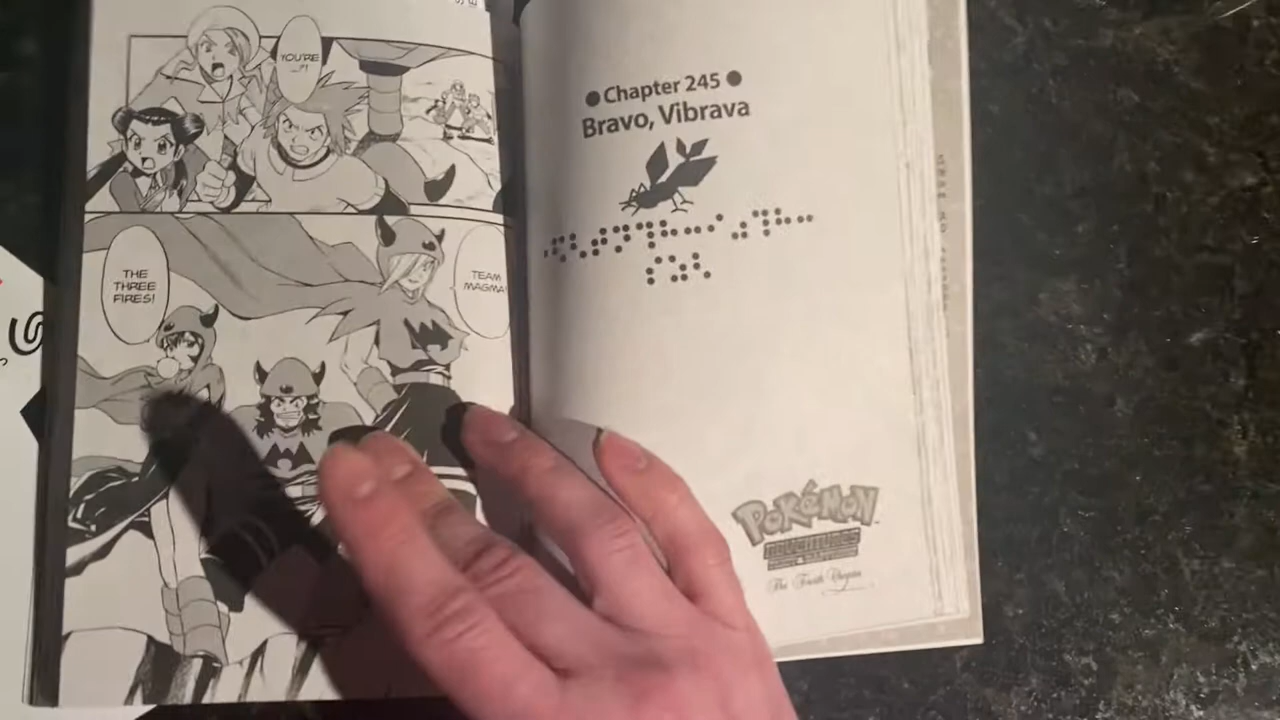 YOU'RE
...?!
THE
THREE
FIRES!
TEAM
MAGMA!
●Chapter 245●
Bravo, Vibrava
POKéMON
ADVENTURES
The Fourth Chapter